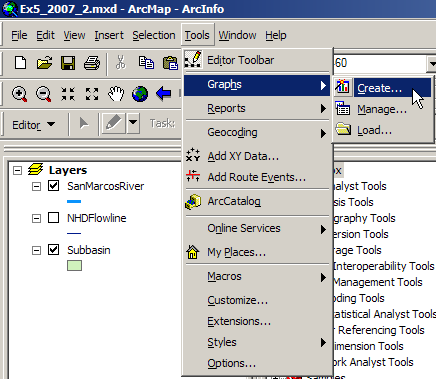 Ex5_2007_2.mxd - ArcMap - ArcInfo
File Edit View Insert Selection Tools Window Help
Editor Toolbar
Graphs
Create...
Manage...
Load...
Reports
Editor
Task:
Geocoding
Add XY Data...
Add Route Events...
ArcCatalog
Online Services
My Places...
Macros
Customize...
Extensions...
Styles
Options...
Layers
SanMarcosRiver
NHDFlowline
Subbasin
60
ox
nalyst Tools
sis Tools
graphy Tools
ersion Tools
rage Tools
Interoperability Tools
Management Tools
oding Tools
tatistical Analyst Tools
r Referencing Tools
imension Tools
ork Analyst Tools
Samples